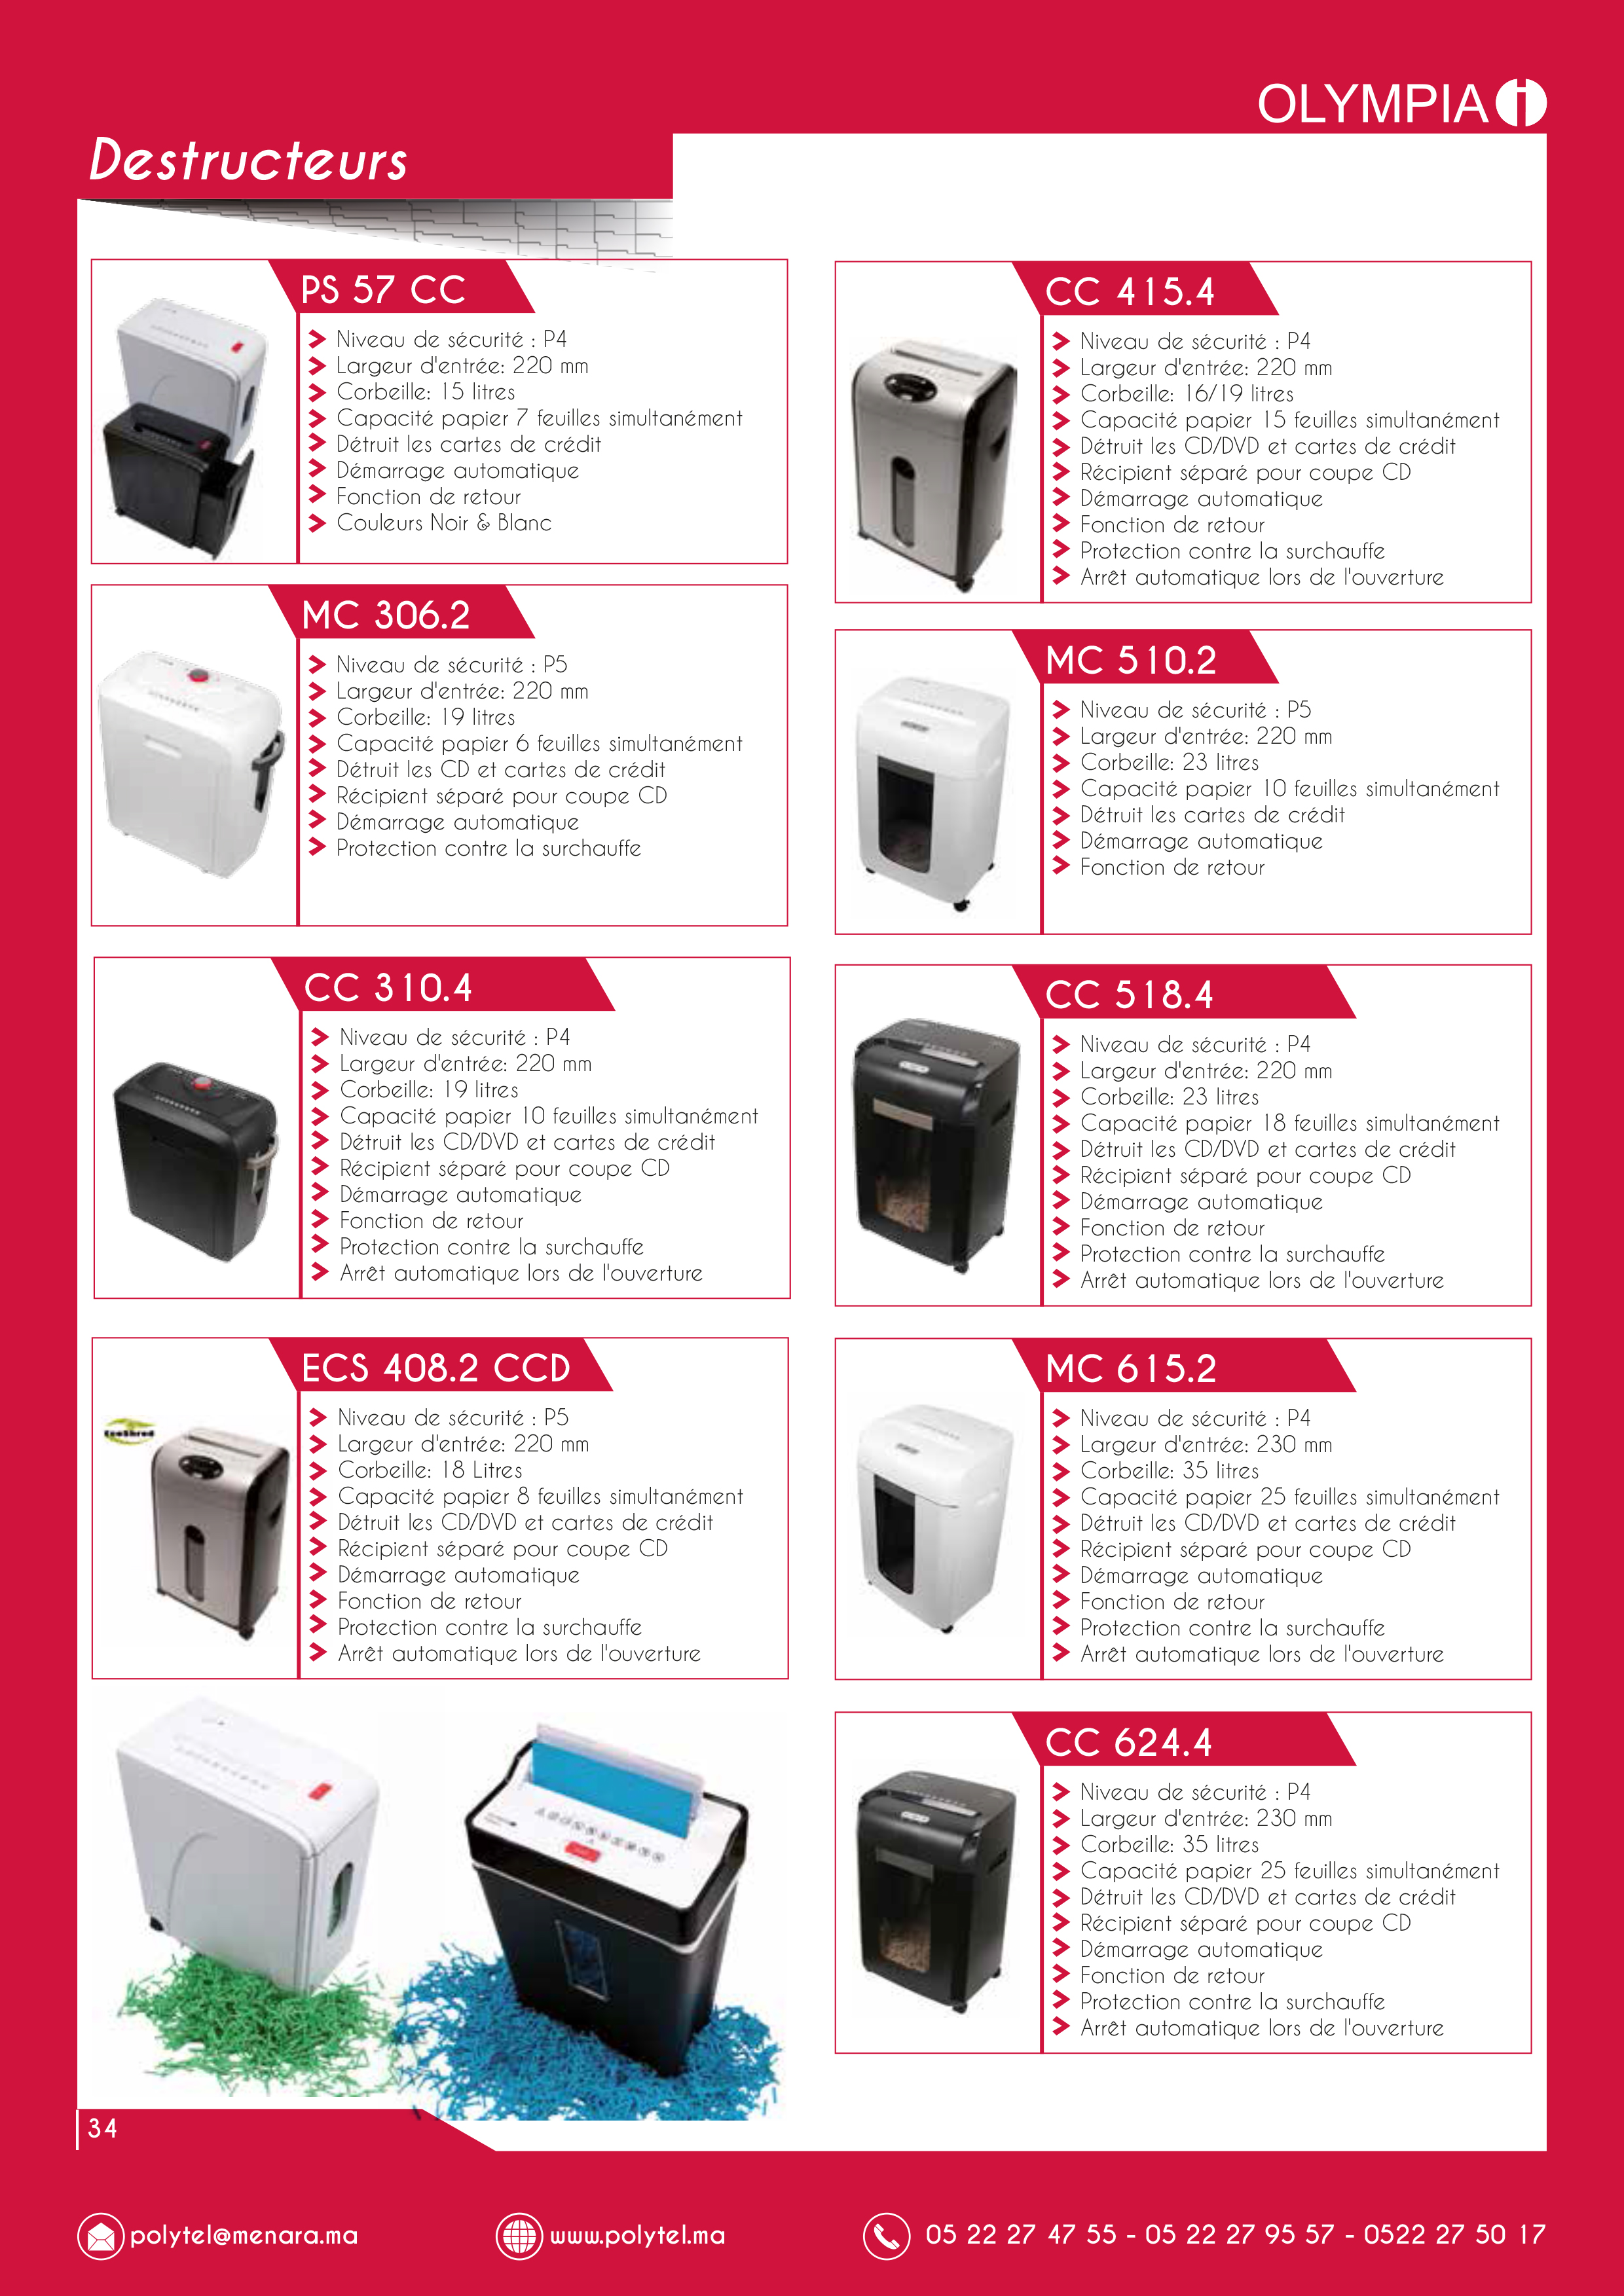 OLYMPIA
Destructeurs
PS 57 CC
Niveau de sécurité : P4
Largeur d'entrée: 220 mm
Corbeille: 15 litres
Capacité papier 7 feuilles simultanément
Détruit les cartes de crédit
Démarrage automatique
Fonction de retour
Couleurs Noir & Blanc
MC 306.2
Niveau de sécurité : P5
Largeur d'entrée: 220 mm
Corbeille: 19 litres
Capacité papier 6 feuilles simultanément
Détruit les CD et cartes de crédit
Récipient séparé pour coupe CD
Démarrage automatique
Protection contre la surchauffe
CC 310.4
Niveau de sécurité : P4
Largeur d'entrée: 220 mm
Corbeille: 19 litres
Capacité papier 10 feuilles simultanément
Détruit les CD/DVD et cartes de crédit
Récipient séparé pour coupe CD
Démarrage automatique
Fonction de retour
Protection contre la surchauffe
Arrêt automatique lors de l'ouverture
ECS 408.2 CCD
EcoShred
Niveau de sécurité : P5
Largeur d'entrée: 220 mm
Corbeille: 18 Litres
Capacité papier 8 feuilles simultanément
Détruit les CD/DVD et cartes de crédit
Récipient séparé pour coupe CD
Démarrage automatique
Fonction de retour
Protection contre la surchauffe
Arrêt automatique lors de l'ouverture
CC 415.4
Niveau de sécurité : P4
Largeur d'entrée: 220 mm
Corbeille: 16/19 litres
Capacité papier 15 feuilles simultanément
Détruit les CD/DVD et cartes de crédit
Récipient séparé pour coupe CD
Démarrage automatique
Fonction de retour
Protection contre la surchauffe
Arrêt automatique lors de l'ouverture
MC 510.2
Niveau de sécurité : P5
Largeur d'entrée: 220 mm
Corbeille: 23 litres
Capacité papier 10 feuilles simultanément
Détruit les cartes de crédit
Démarrage automatique
Fonction de retour
CC 518.4
Niveau de sécurité : P4
Largeur d'entrée: 220 mm
Corbeille: 23 litres
Capacité papier 18 feuilles simultanément
Détruit les CD/DVD et cartes de crédit
Récipient séparé pour coupe CD
Démarrage automatique
Fonction de retour
Protection contre la surchauffe
Arrêt automatique lors de l'ouverture
MC 615.2
Niveau de sécurité : P4
Largeur d'entrée: 230 mm
Corbeille: 35 litres
Capacité papier 25 feuilles simultanément
Détruit les CD/DVD et cartes de crédit
Récipient séparé pour coupe CD
Démarrage automatique
Fonction de retour
Protection contre la surchauffe
Arrêt automatique lors de l'ouverture
CC 624.4
Niveau de sécurité : P4
Largeur d'entrée: 230 mm
Corbeille: 35 litres
Capacité papier 25 feuilles simultanément
Détruit les CD/DVD et cartes de crédit
Récipient séparé pour coupe CD
Démarrage automatique
Fonction de retour
Protection contre la surchauffe
Arrêt automatique lors de l'ouverture
34
polytel@menara.ma
www.polytel.ma
05 22 27 47 55 - 05 22 27 95 57 - 0522 27 50 17